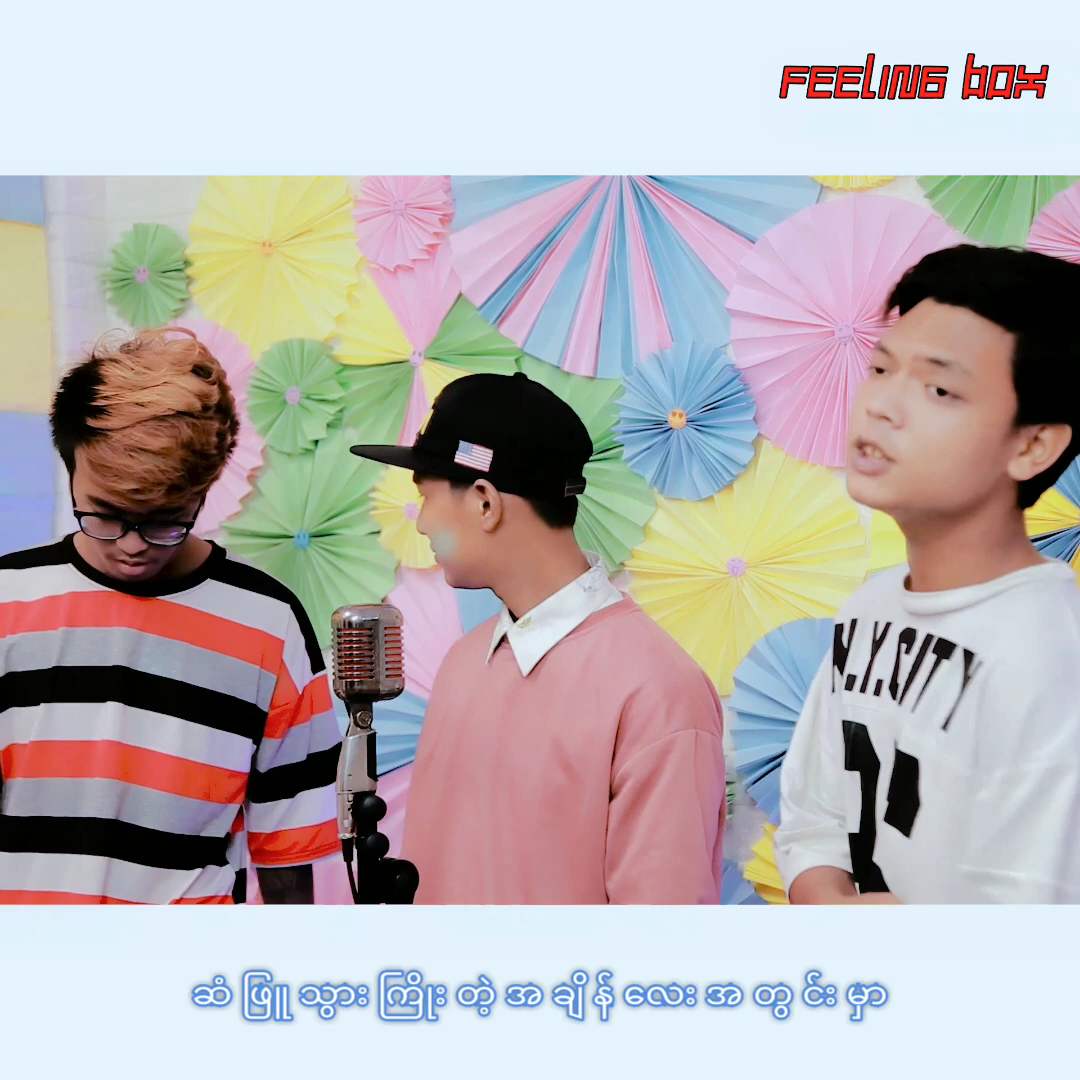 FEELING BOX
N.Y.CITY
ဆံ ဖြူ သွား ကြိုး တဲ့ အ ချိ န် လေး အ တွ င်း မှာ